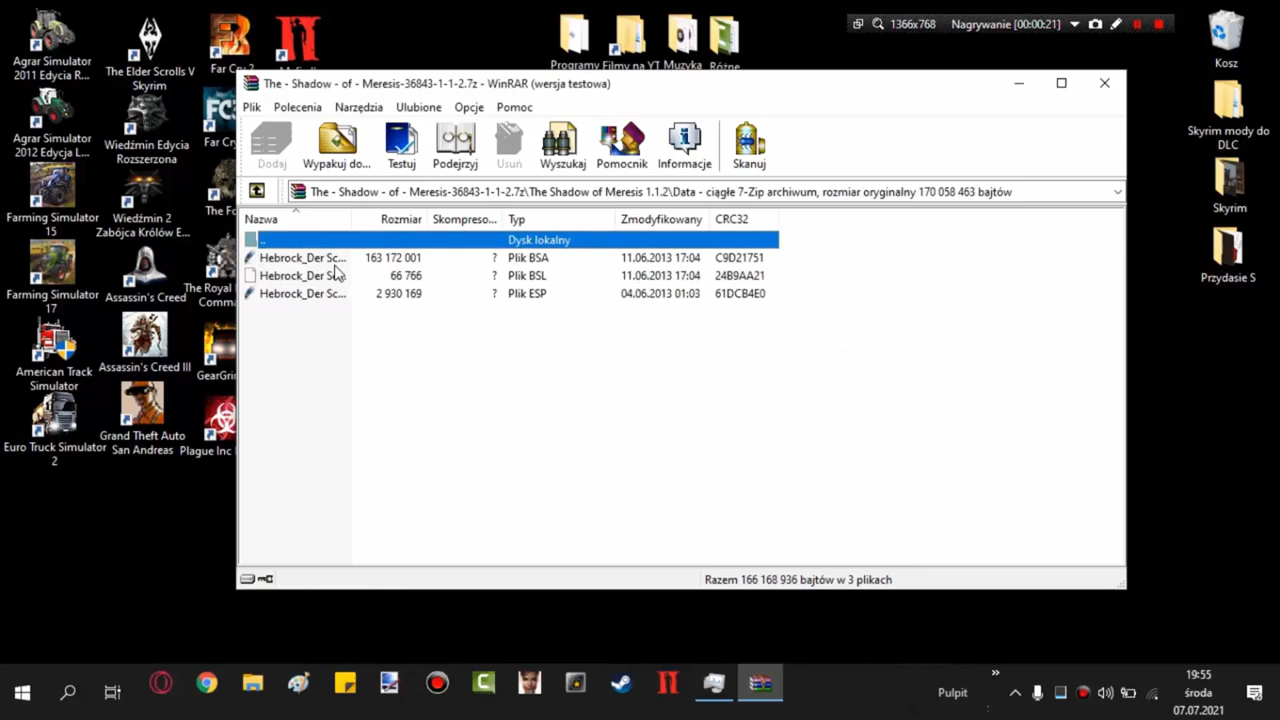 1366x768 Nagrywanie [00:00:21]
Agrar Simulator
2011 Edycja R...
The Elder Scrolls V
Skyrim
Far Cry 2
Programy Filmy na YT Muzyka Różne
Kosz
The - Shadow - of - Meresis-36843-1-1-2.7z - WinRAR (wersja testowa)
Plik Polecenia Narzędzia Ulubione Opcje Pomoc
Dodaj Wypakuj do... Testuj Podejrzyj Usuń Wyszukaj Pomocnik Informacje Skanuj
The - Shadow - of - Meresis-36843-1-1-2.7z\The Shadow of Meresis 1.1.2\Data - ciągłe 7-Zip archiwum, rozmiar oryginalny 170 058 463 bajtów
Nazwa Rozmiar Skompreso... Typ Zmodyfikowany CRC32
.. Dysk lokalny
Hebrock_Der Sc... 163 172 001 ? Plik BSA 11.06.2013 17:04 C9D21751
Hebrock_Der Sc... 66 766 ? Plik BSL 11.06.2013 17:04 24B9AA21
Hebrock_Der Sc... 2 930 169 ? Plik ESP 04.06.2013 01:03 61DCB4E0
Razem 166 168 936 bajtów w 3 plikach
Agrar Simulator
2012 Edycja L...
Wiedźmin Edycja
Rozszerzona
Far Cry
Farming Simulator
15
Wiedźmin 2
Zabójca Królów E...
The Fo
Farming Simulator
17
Assassin's Creed
The Royal
Comma
American Track
Simulator
Assassin's Creed III
GearGri
Euro Truck Simulator
2
Grand Theft Auto
San Andreas
Plague Inc
Skyrim mody do
DLC
Skyrim
Przydasie S
Pulpit
19:55
środa
07.07.2021